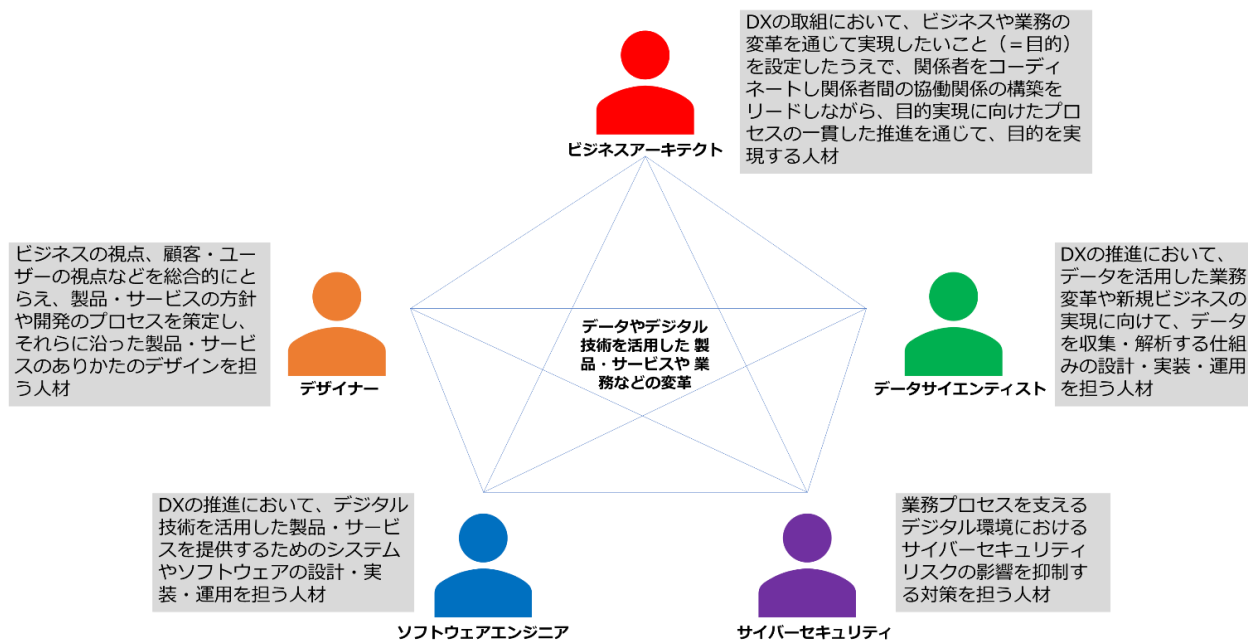 DXの取組において、ビジネスや業務の
変革を通じて実現したいこと（＝目的）
を設定したうえで、関係者をコーディ
ネートし関係者間の協働関係の構築を
リードしながら、目的実現に向けたプロ
セスの一貫した推進を通じて、目的を実
現する人材
ビジネスアーキテクト
ビジネスの視点、顧客・ユー
ザーの視点などを総合的にと
らえ、製品・サービスの方針
や開発のプロセスを策定し、
それらに沿った製品・サービ
スのありかたのデザインを担
う人材
デザイナー
データやデジタル
技術を活用した 製
品・サービスや 業
務などの変革
DXの推進において、
データを活用した業務
変革や新規ビジネスの
実現に向けて、データ
を収集・解析する仕組
みの設計・実装・運用
を担う人材
データサイエンティスト
DXの推進において、デジタル
技術を活用した製品・サービ
スを提供するためのシステム
やソフトウェアの設計・実
装・運用を担う人材
ソフトウェアエンジニア
業務プロセスを支える
デジタル環境における
サイバーセキュリティ
リスクの影響を抑制す
る対策を担う人材
サイバーセキュリティ